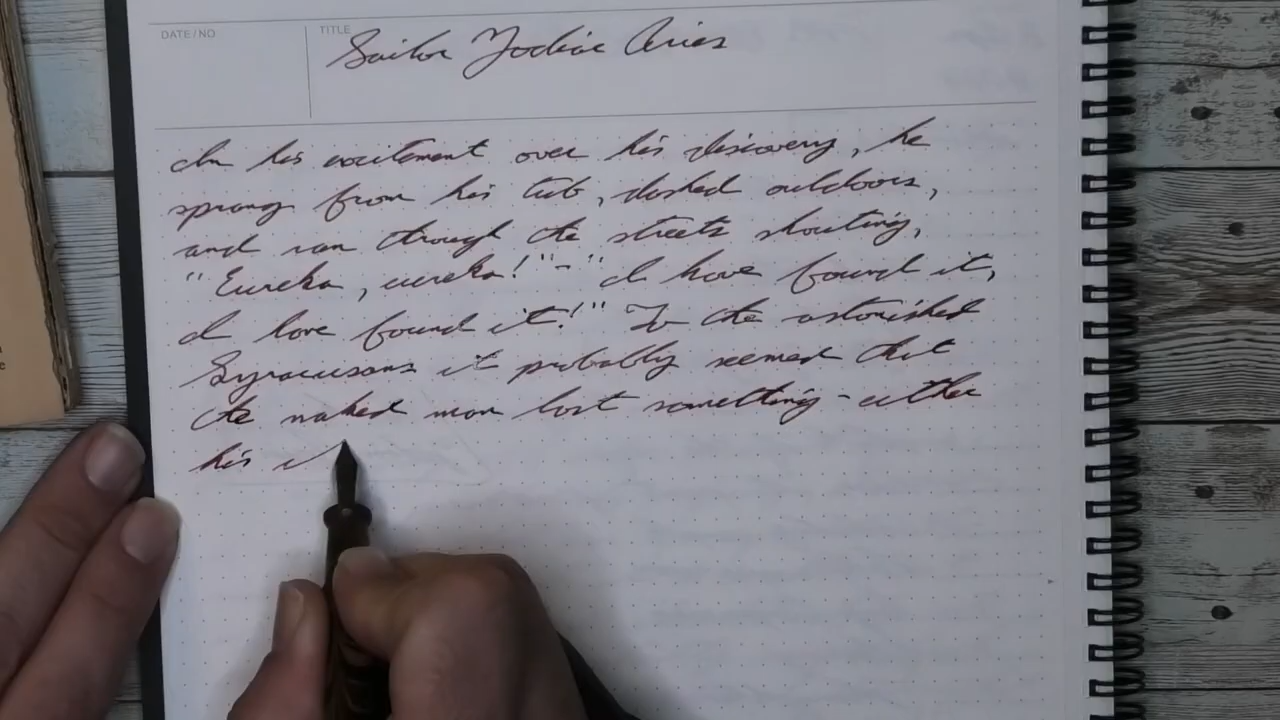 DATE/NO
TITLE
Sailor Zodiac Aries
In his excitement over his discovery, he
sprang from his tub, dashed outdoors,
and ran through the streets shouting,
"Eureka, eureka!"-"I have found it,
I have found it!" To the astonished
Syracusans it probably seemed that
the naked man lost something - either
his